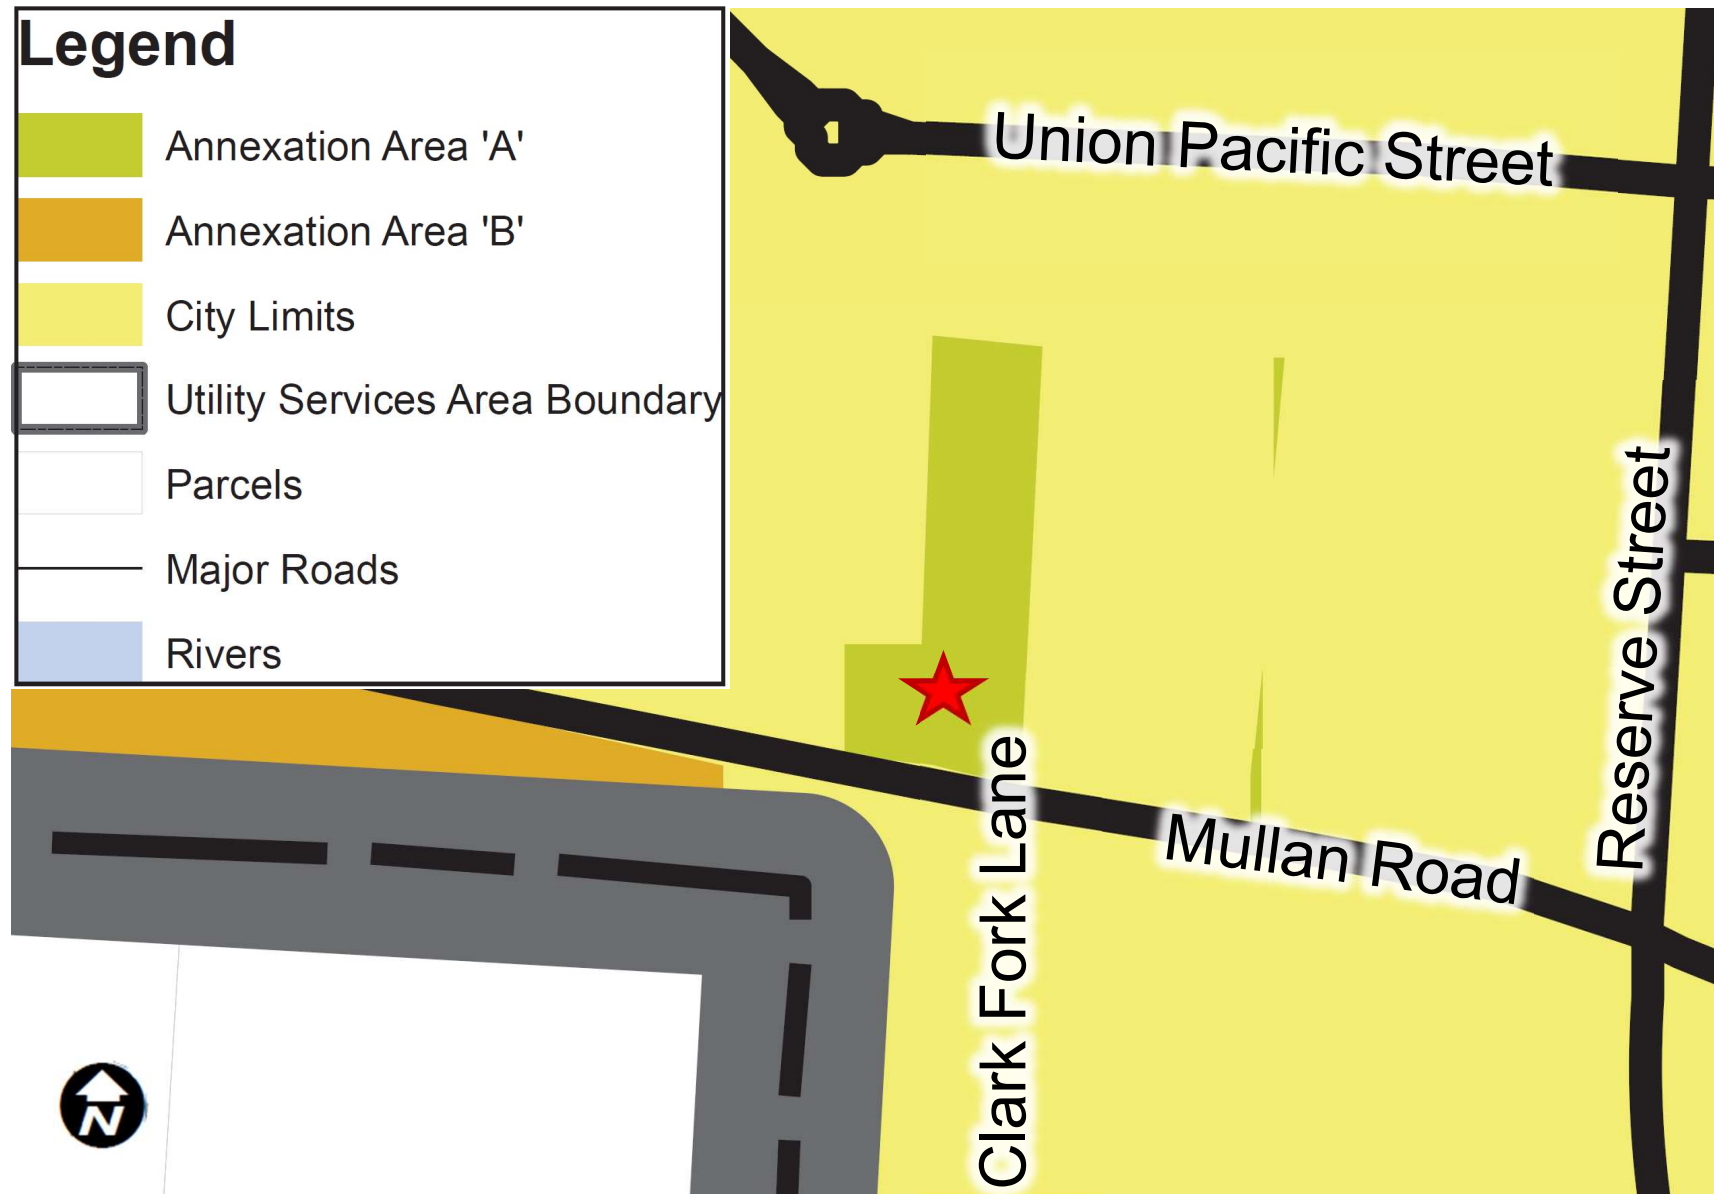 Legend
Annexation Area 'A'
Annexation Area 'B'
City Limits
Utility Services Area Boundary
Parcels
Major Roads
Rivers
Union Pacific Street
Reserve Street
Mullan Road
Clark Fork Lane
N